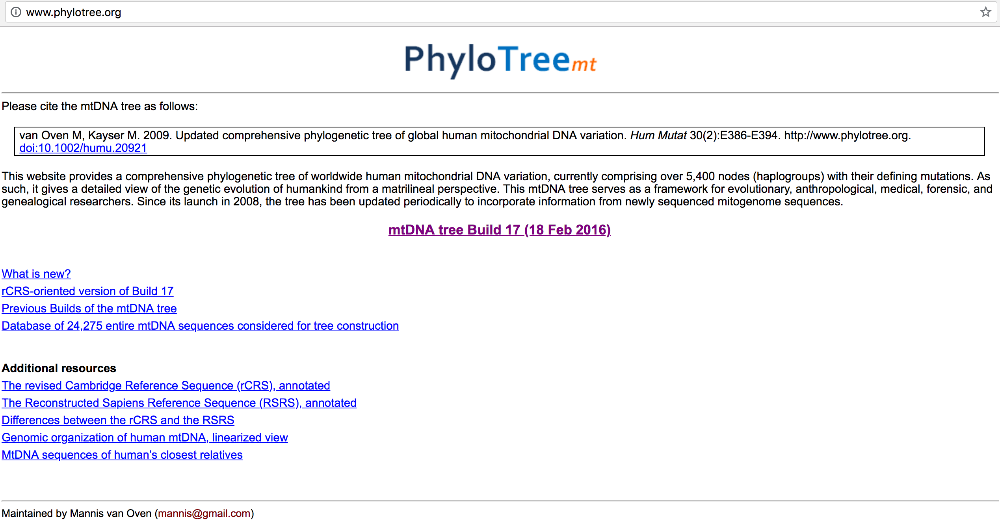 www.phylotree.org
PhyloTreemt
Please cite the mtDNA tree as follows:
van Oven M, Kayser M. 2009. Updated comprehensive phylogenetic tree of global human mitochondrial DNA variation. Hum Mutat 30(2):E386-E394. http://www.phylotree.org.
doi:10.1002/humu.20921
This website provides a comprehensive phylogenetic tree of worldwide human mitochondrial DNA variation, currently comprising over 5,400 nodes (haplogroups) with their defining mutations. As
such, it gives a detailed view of the genetic evolution of humankind from a matrilineal perspective. This mtDNA tree serves as a framework for evolutionary, anthropological, medical, forensic, and
genealogical researchers. Since its launch in 2008, the tree has been updated periodically to incorporate information from newly sequenced mitogenome sequences.
mtDNA tree Build 17 (18 Feb 2016)
What is new?
rCRS-oriented version of Build 17
Previous Builds of the mtDNA tree
Database of 24,275 entire mtDNA sequences considered for tree construction
Additional resources
The revised Cambridge Reference Sequence (rCRS), annotated
The Reconstructed Sapiens Reference Sequence (RSRS), annotated
Differences between the rCRS and the RSRS
Genomic organization of human mtDNA, linearized view
MtDNA sequences of human’s closest relatives
Maintained by Mannis van Oven (mannis@gmail.com)